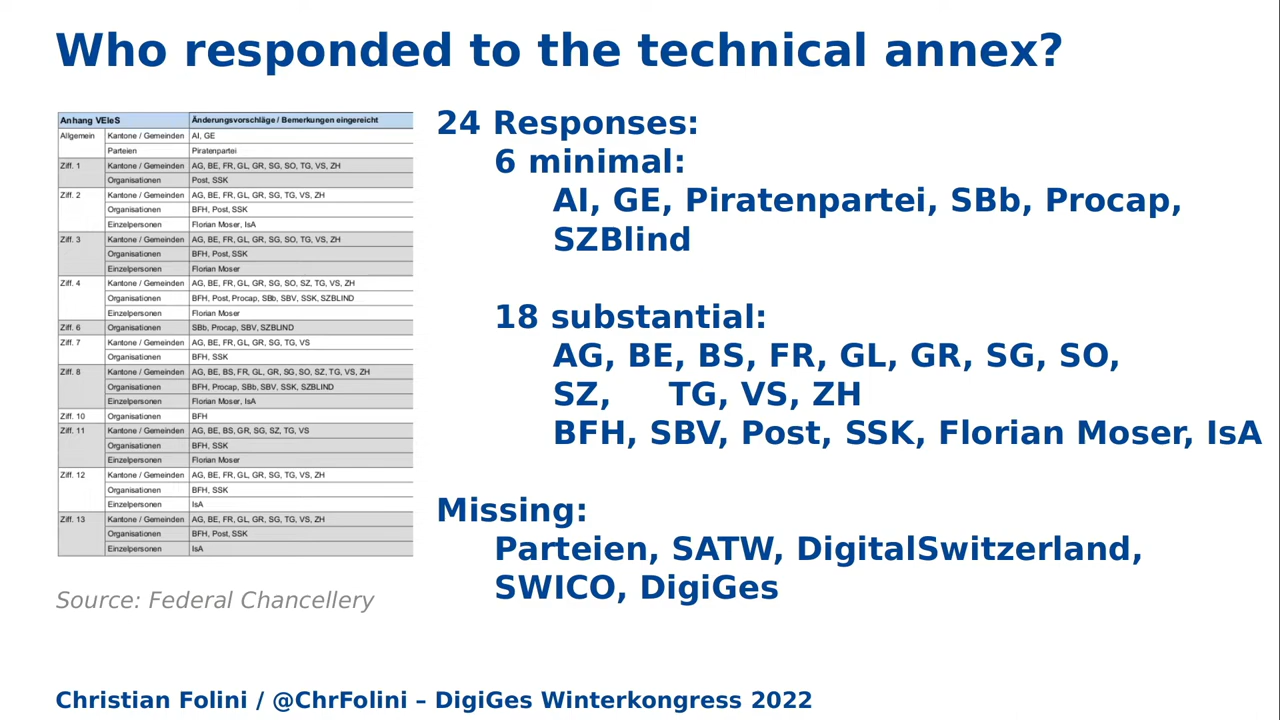 Who responded to the technical annex?
Anhang VEleS Änderungsvorschläge / Bemerkungen eingereicht
Allgemein Kantone / Gemeinden AI, GE
Parteien Piratenpartei
Ziff. 1 Kantone / Gemeinden AG, BE, FR, GL, GR, SG, SO, TG, VS, ZH
Organisationen Post, SSK
Ziff. 2 Kantone / Gemeinden AG, BE, FR, GL, GR, SG, TG, VS, ZH
Organisationen BFH, Post, SSK
Einzelpersonen Florian Moser, IsA
Ziff. 3 Kantone / Gemeinden AG, BE, FR, GL, GR, SG, SO, TG, VS, ZH
Organisationen BFH, Post, SSK
Einzelpersonen Florian Moser
Ziff. 4 Kantone / Gemeinden AG, BE, FR, GL, GR, SG, SO, SZ, TG, VS, ZH
Organisationen BFH, Post, Procap, SBb, SBV, SSK, SZBLIND
Einzelpersonen Florian Moser
Ziff. 6 Organisationen SBb, Procap, SBV, SZBLIND
Ziff. 7 Kantone / Gemeinden AG, BE, FR, GL, GR, SG, TG, VS
Organisationen BFH, SSK
Ziff. 8 Kantone / Gemeinden AG, BE, BS, FR, GL, GR, SG, SO, SZ, TG, VS, ZH
Organisationen BFH, Procap, SBb, SBV, SSK, SZBLIND
Einzelpersonen Florian Moser, IsA
Ziff. 10 Organisationen BFH
Ziff. 11 Kantone / Gemeinden AG, BE, BS, GR, SG, SZ, TG, VS
Organisationen BFH, SSK
Einzelpersonen Florian Moser
Ziff. 12 Kantone / Gemeinden AG, BE, FR, GL, GR, SG, TG, VS, ZH
Organisationen BFH, SSK
Einzelpersonen IsA
Ziff. 13 Kantone / Gemeinden AG, BE, FR, GL, GR, SG, TG, VS, ZH
Organisationen BFH, Post, SSK
Einzelpersonen IsA
Source: Federal Chancellery
24 Responses:
6 minimal:
AI, GE, Piratenpartei, SBb, Procap,
SZBlind
18 substantial:
AG, BE, BS, FR, GL, GR, SG, SO,
SZ, TG, VS, ZH
BFH, SBV, Post, SSK, Florian Moser, IsA
Missing:
Parteien, SATW, DigitalSwitzerland,
SWICO, DigiGes
Christian Folini / @ChrFolini – DigiGes Winterkongress 2022